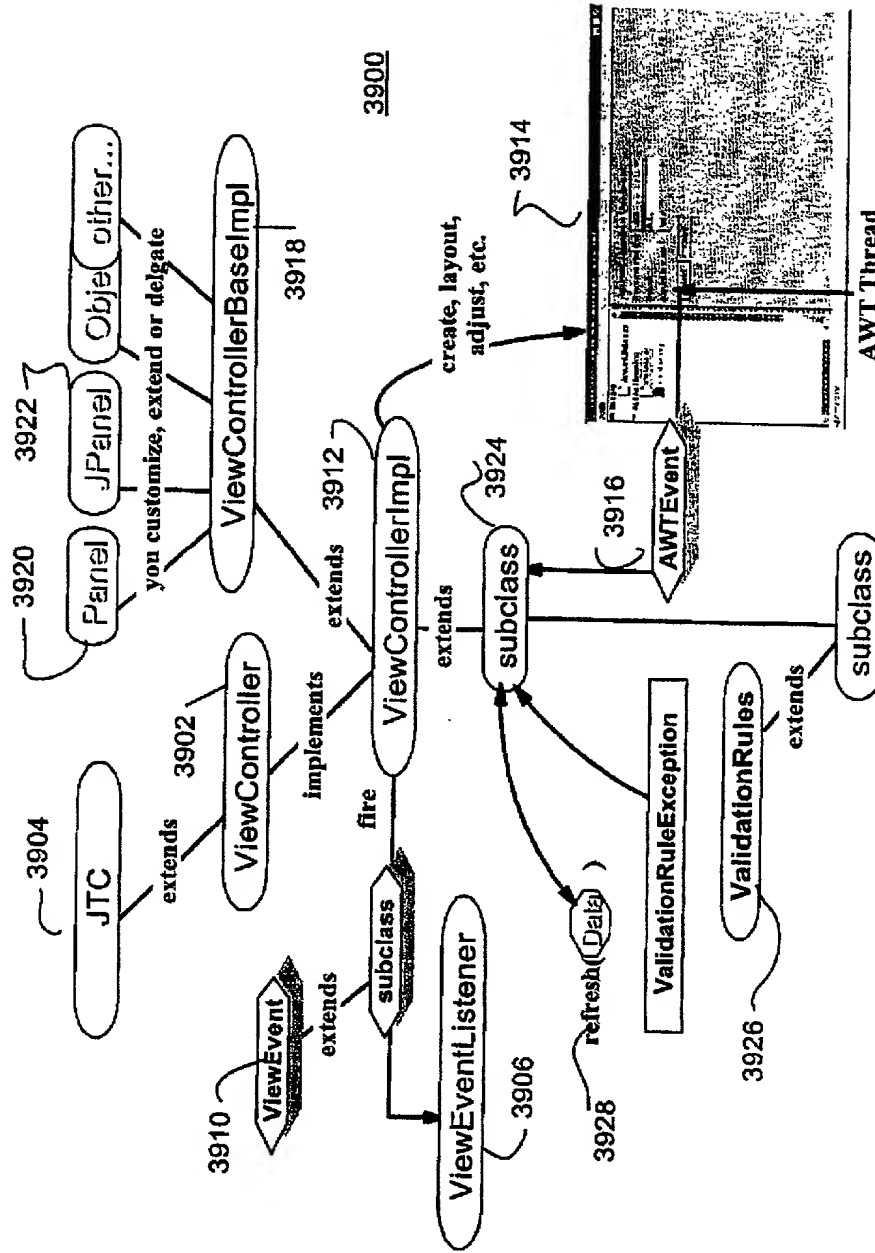 3904
JTC
extends
3902
ViewController
implements
3920
Panel
3922
JPanel
Obje
other...
you customize, extend or delgate
ViewControllerBaseImpl
3918
extends
3900
3910
ViewEvent
extends
subclass
fire
3912
ViewControllerImpl
create, layout,
adjust, etc.
3914
ViewEventListener
3906
extends
3924
subclass
3916
AWTEvent
AWT Thread
refresh( Data )
3928
ValidationRuleException
ValidationRules
3926
extends
subclass